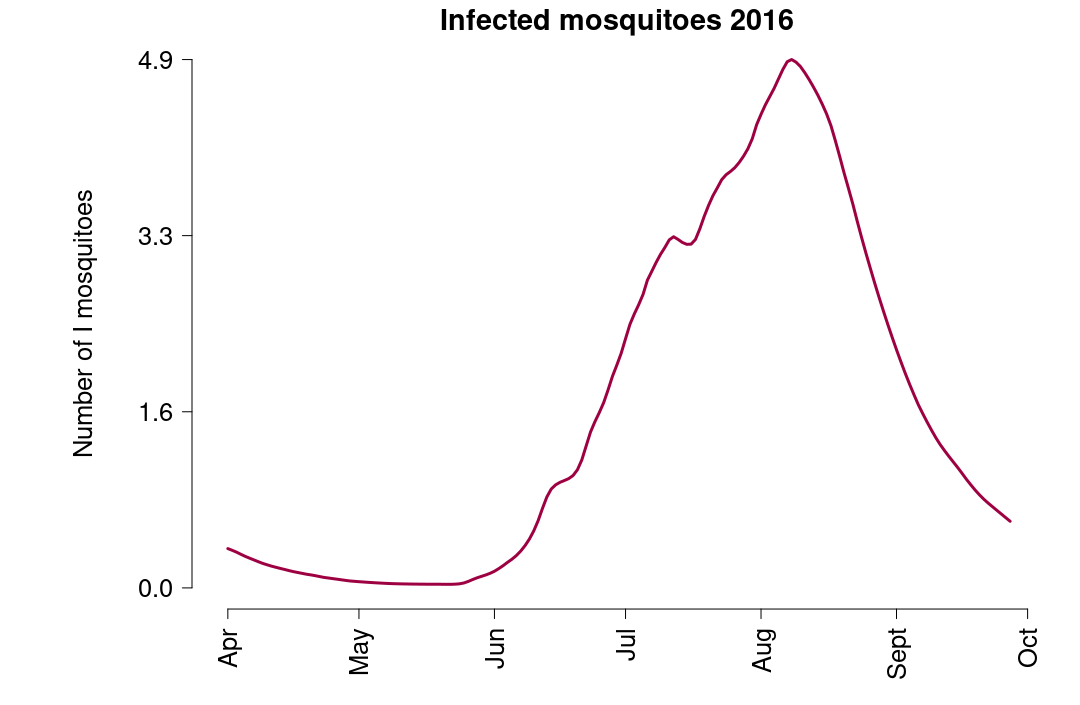 Infected mosquitoes 2016
4.9
3.3
1.6
0.0
Number of I mosquitoes
Apr
May
Jun
Jul
Aug
Sept
Oct